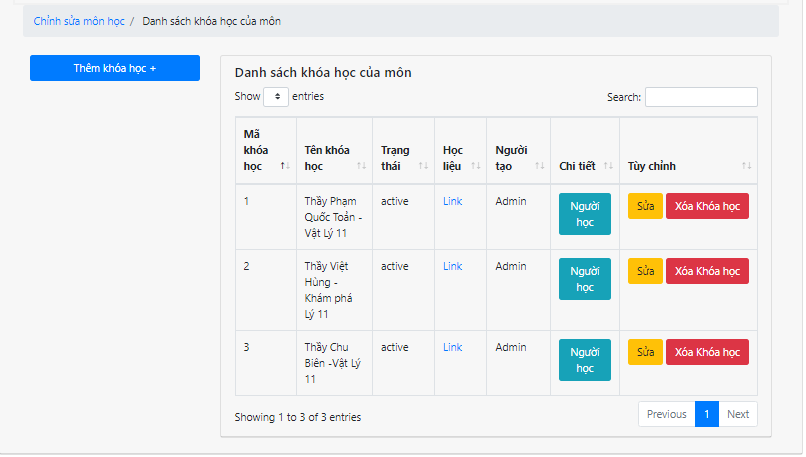 Chỉnh sửa môn học / Danh sách khóa học của môn
Thêm khóa học +
Danh sách khóa học của môn
Show entries
Search:
Mã khóa học
Tên khóa học
Trạng thái
Học liệu
Người tạo
Chi tiết
Tùy chỉnh
1
Thầy Phạm
Quốc Toản -
Vật Lý 11
active
Link
Admin
Người
học
Sửa
Xóa Khóa học
2
Thầy Việt
Hùng -
Khám phá
Lý 11
active
Link
Admin
Người
học
Sửa
Xóa Khóa học
3
Thầy Chu
Biên -Vật Lý
11
active
Link
Admin
Người
học
Sửa
Xóa Khóa học
Showing 1 to 3 of 3 entries
Previous 1 Next